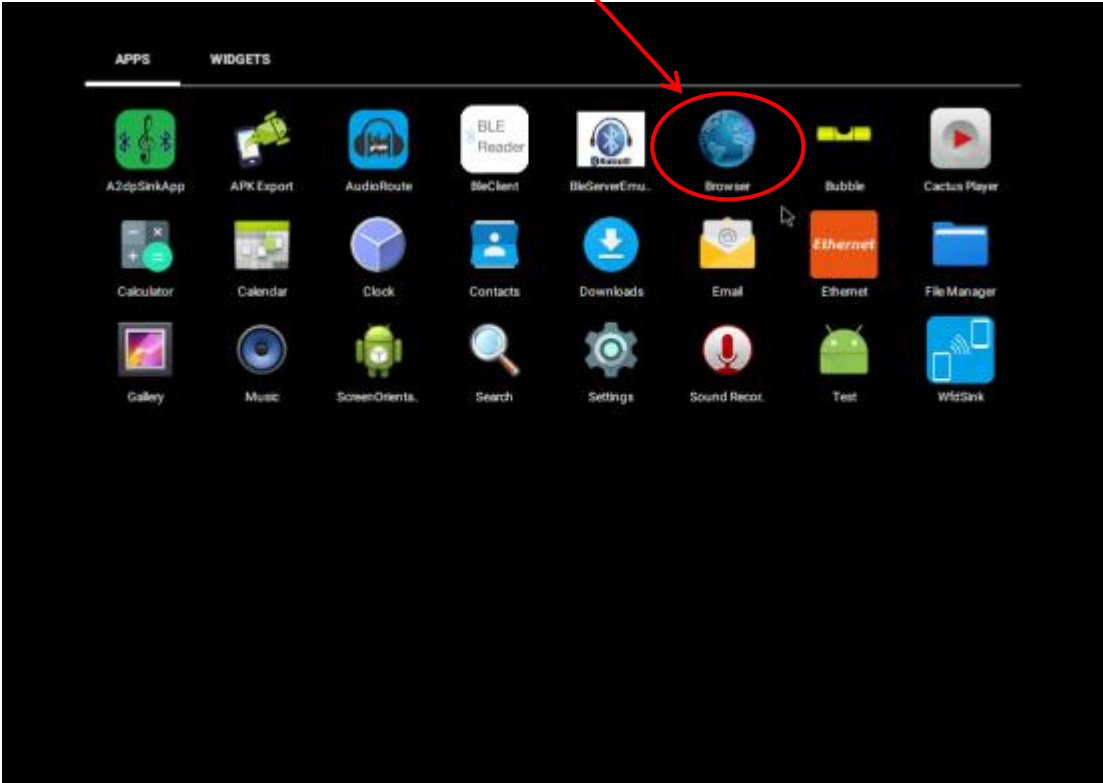 APPS WIDGETS
BLE
Reader
A2dpSinkApp APK Export AudioRoute BleClient BleServerEmu.. Browser Bubble Cactus Player
@
Ethernet
Calculator Calendar Clock Contacts Downloads Email Ethernet File Manager
Gallery Music ScreenOrienta.. Search Settings Sound Recor.. Test WfdSink